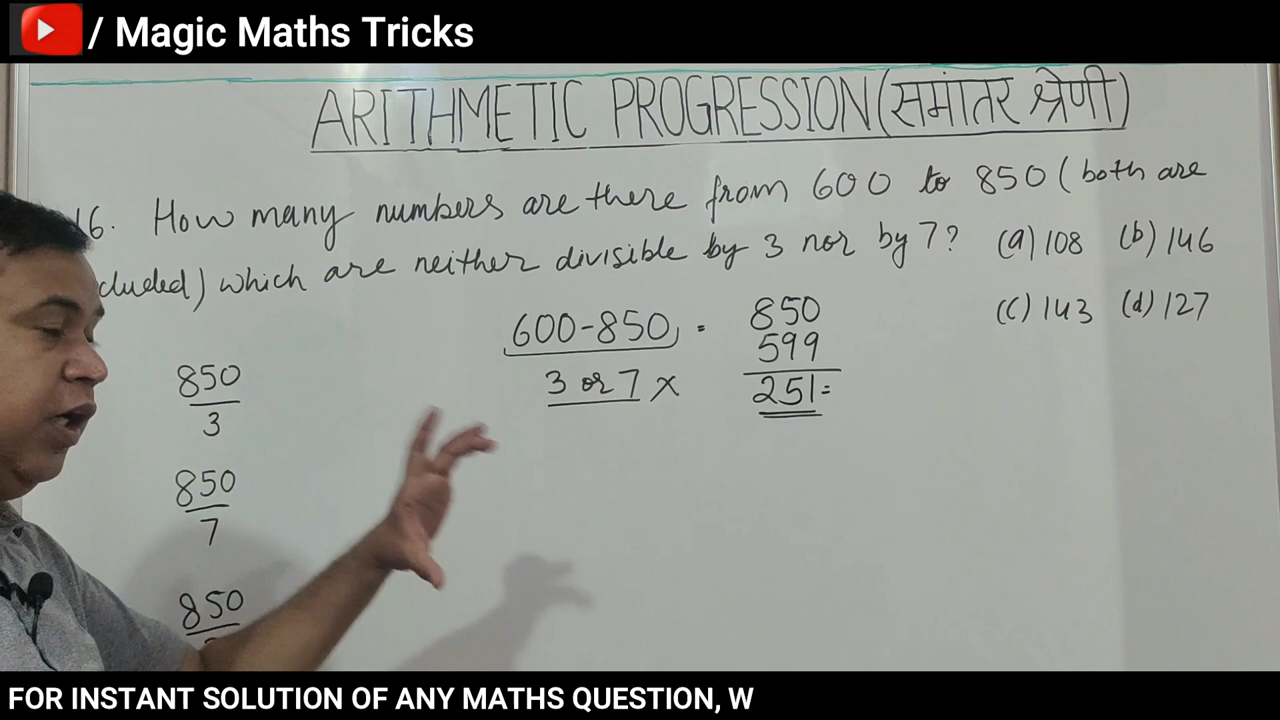 / Magic Maths Tricks
ARITHMETIC PROGRESSION (समांतर श्रेणी)
16. How many numbers are there from 600 to 850 (both are
cluded) which are neither divisible by 3 nor by 7? (a) 108 (b) 146
(c) 143 (d) 127
600-850 =
3 or 7 ×
850
599
251 =
850
3
850
7
850
FOR INSTANT SOLUTION OF ANY MATHS QUESTION, W